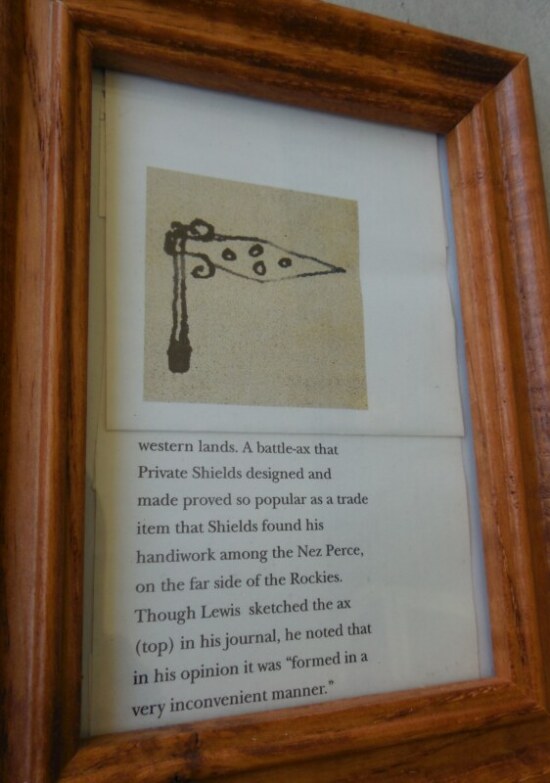 western lands. A battle-ax that
Private Shields designed and
made proved so popular as a trade
item that Shields found his
handiwork among the Nez Perce,
on the far side of the Rockies.
Though Lewis sketched the ax
(top) in his journal, he noted that
in his opinion it was “formed in a
very inconvenient manner.”